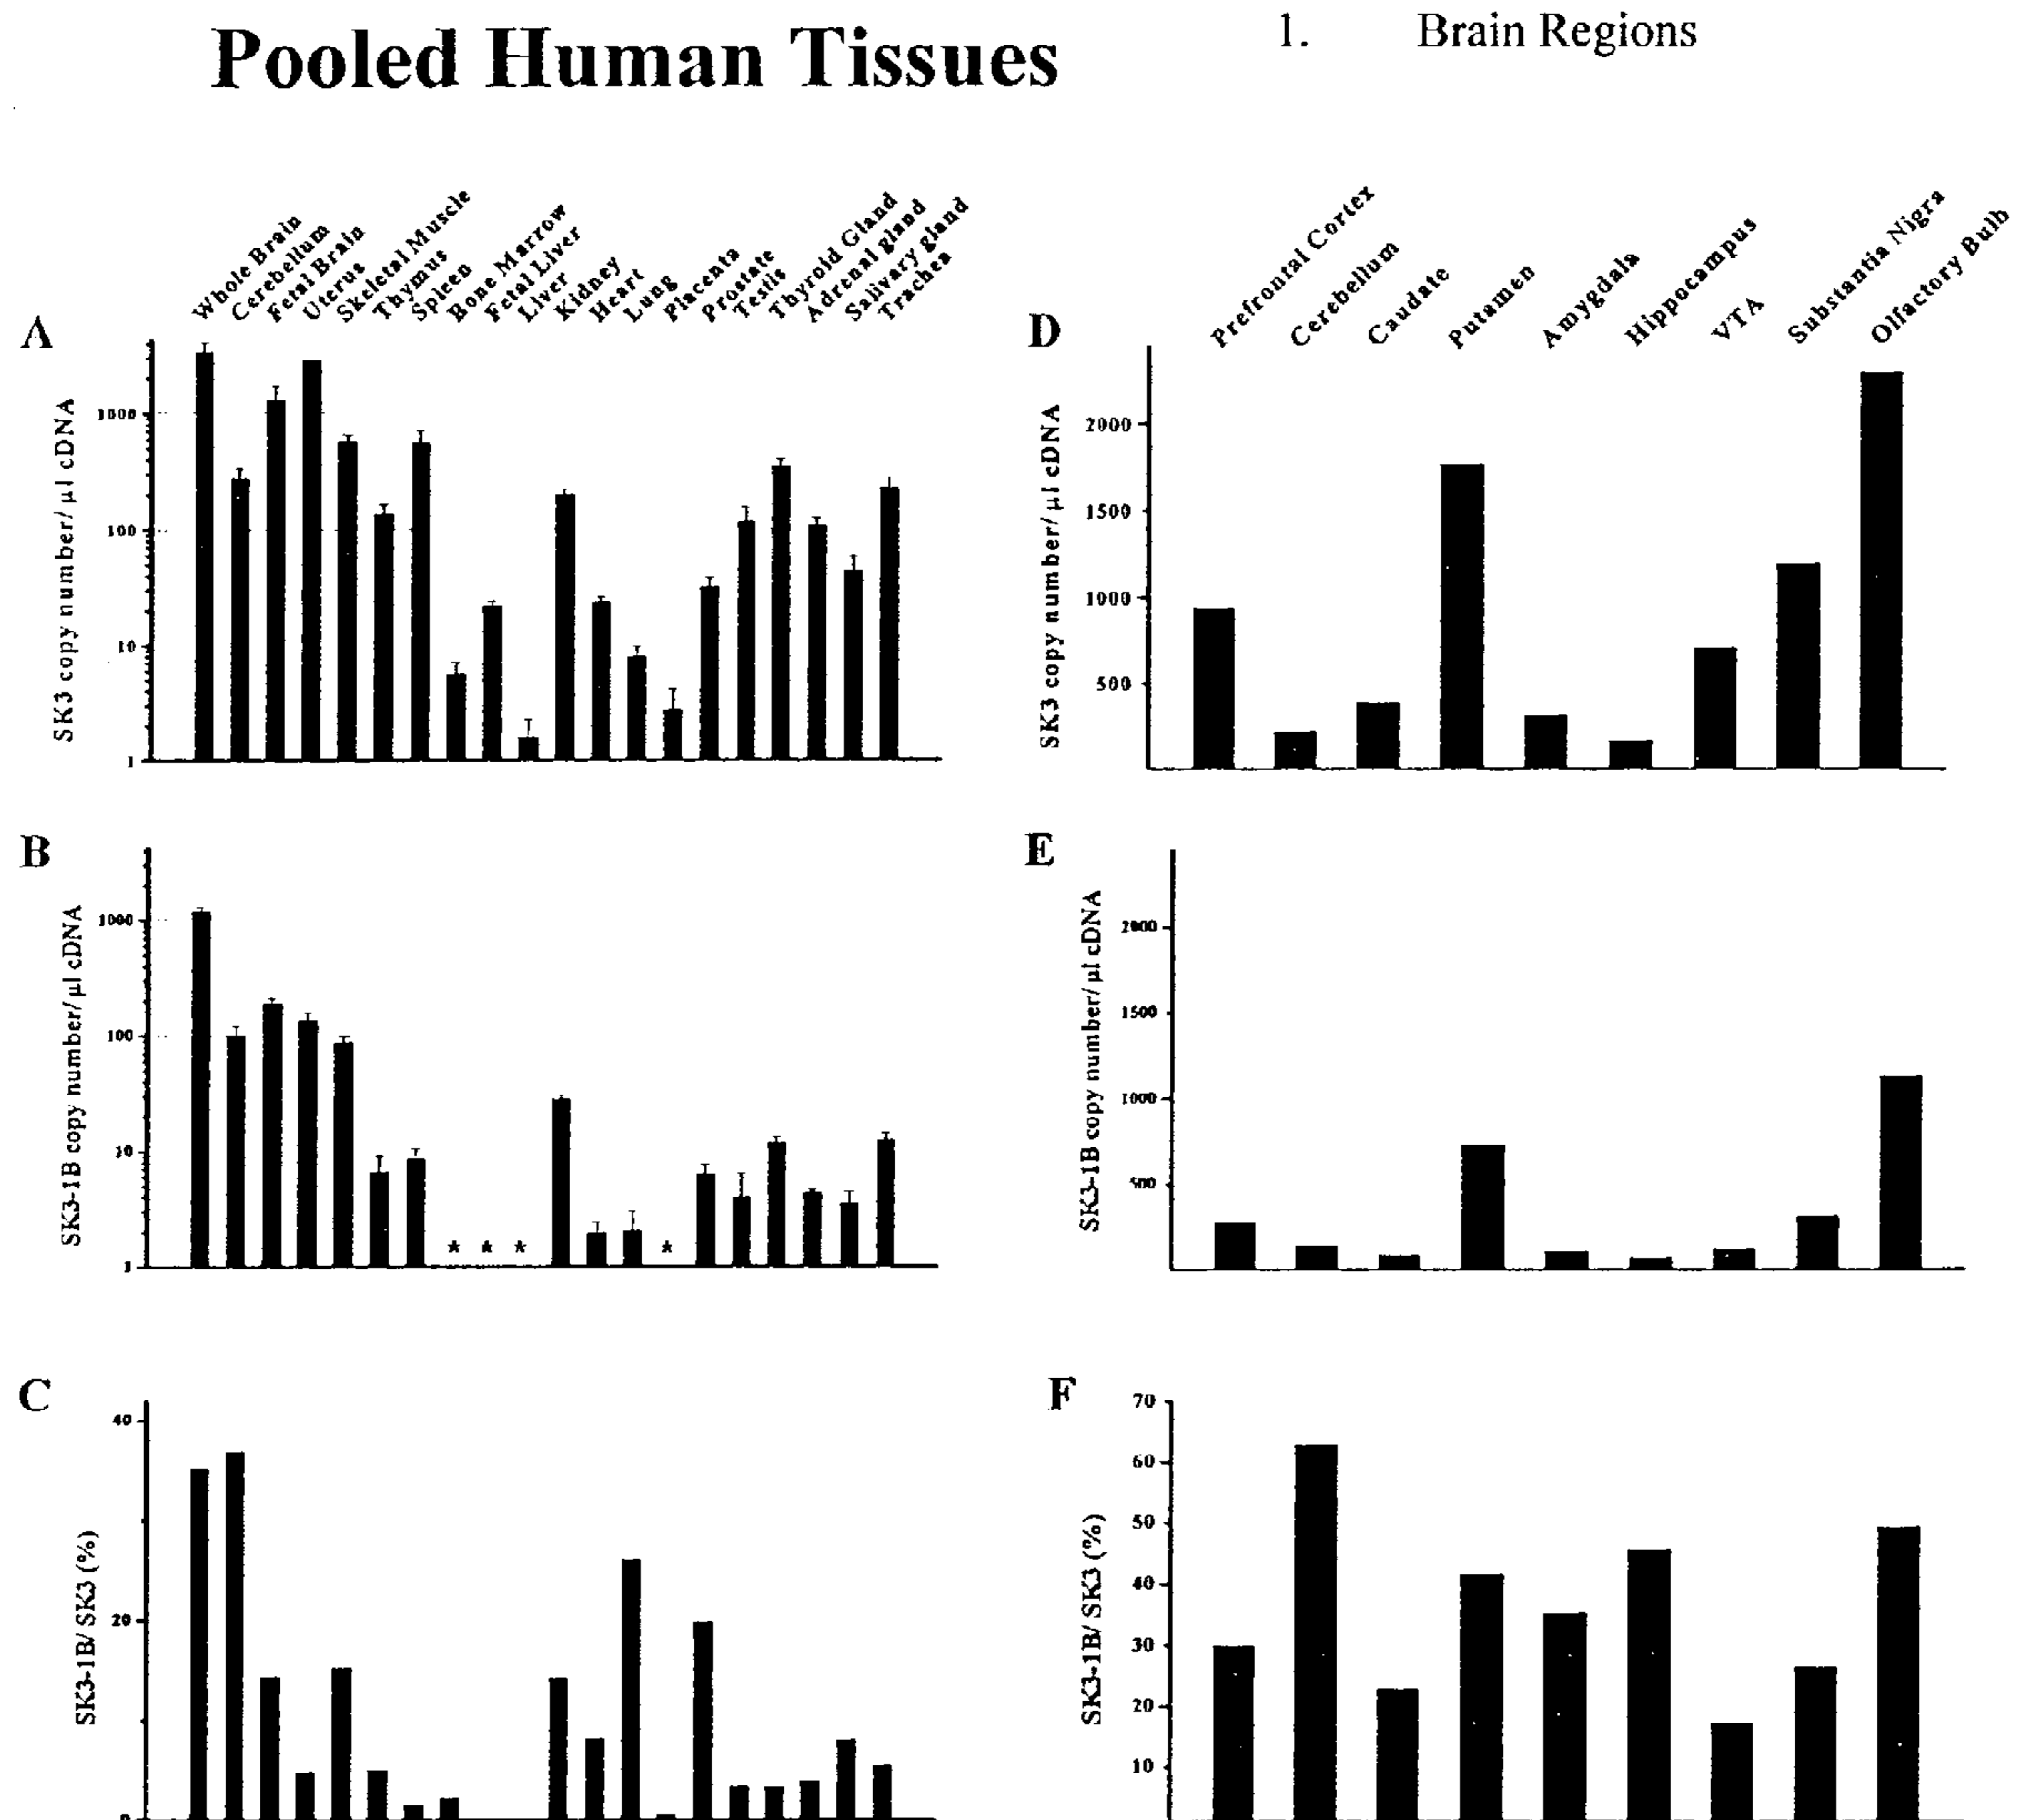 Pooled Human Tissues
1. Brain Regions
Whole Brain
Cerebellum
Fetal Brain
Uterus
Skeletal Muscle
Thymus
Spleen
Bone Marrow
Fetal Liver
Liver
Kidney
Heart
Lung
Placenta
Prostate
Testis
Thyroid Gland
Adrenal gland
Salivary gland
Trachea
A
SK3 copy number/ µl cDNA
1000
100
10
1
Prefrontal Cortex
Cerebellum
Caudate
Putamen
Amygdala
Hippocampus
VTA
Substantia Nigra
Olfactory Bulb
D
SK3 copy number/ µl cDNA
2000
1500
1000
500
B
SK3-1B copy number/ µl cDNA
1000
100
10
1
* * * *
E
SK3-1B copy number/ µl cDNA
2000
1500
1000
500
C
SK3-1B/ SK3 (%)
40
20
0
F
SK3-1B/ SK3 (%)
70
60
50
40
30
20
10